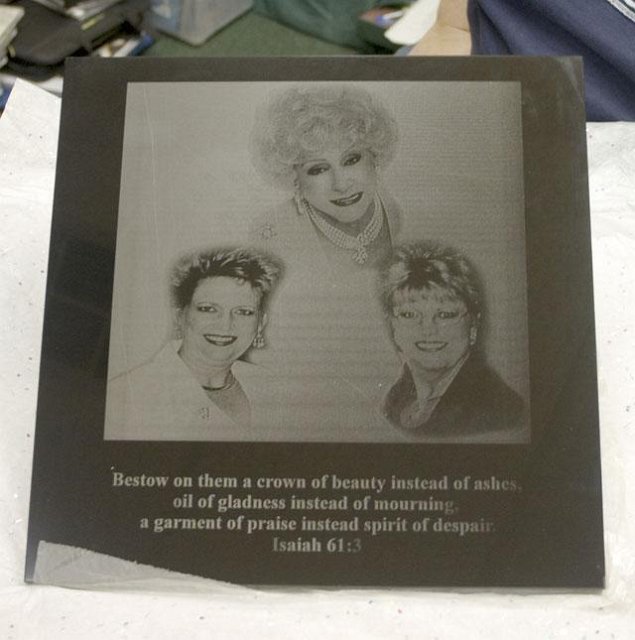 Bestow on them a crown of beauty instead of ashes,
oil of gladness instead of mourning,
a garment of praise instead spirit of despair.
Isaiah 61:3